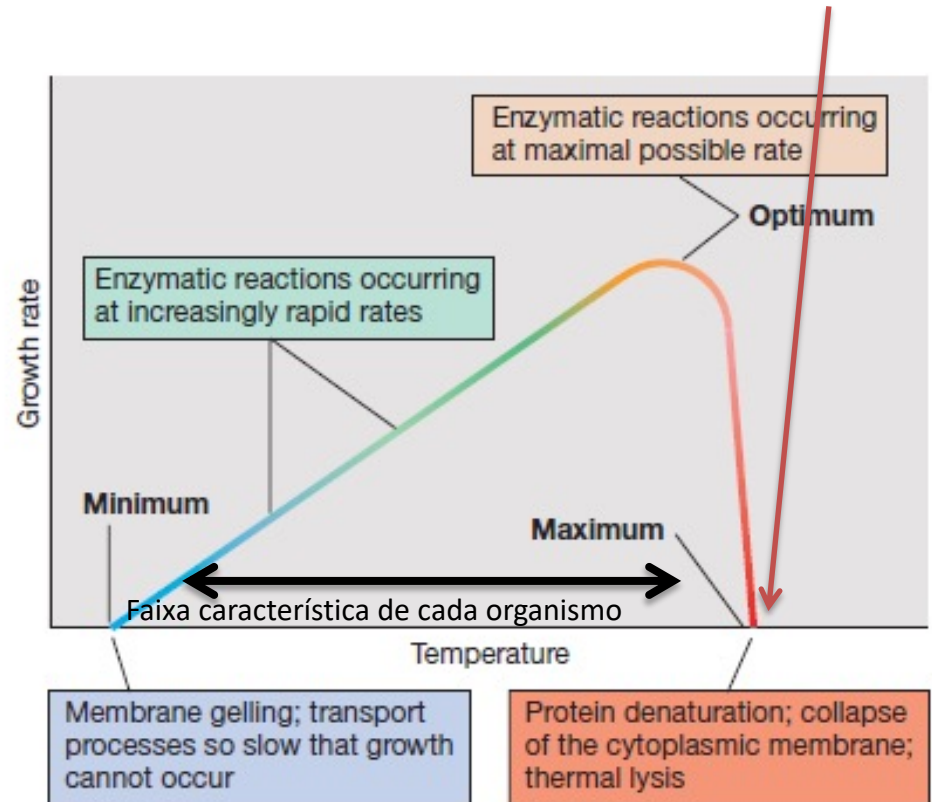 Enzymatic reactions occurring
at maximal possible rate
Optimum
Enzymatic reactions occurring
at increasingly rapid rates
Growth rate
Minimum
Maximum
Faixa característica de cada organismo
Temperature
Membrane gelling; transport
processes so slow that growth
cannot occur
Protein denaturation; collapse
of the cytoplasmic membrane;
thermal lysis